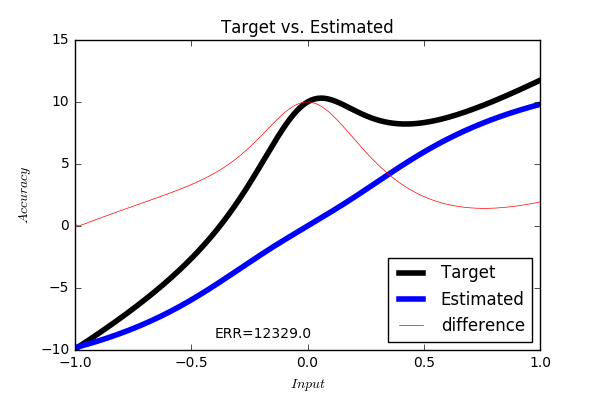 Target vs. Estimated
15
10
5
0
−5
−10
Accuracy
ERR=12329.0
Target
Estimated
difference
−1.0 −0.5 0.0 0.5 1.0
Input